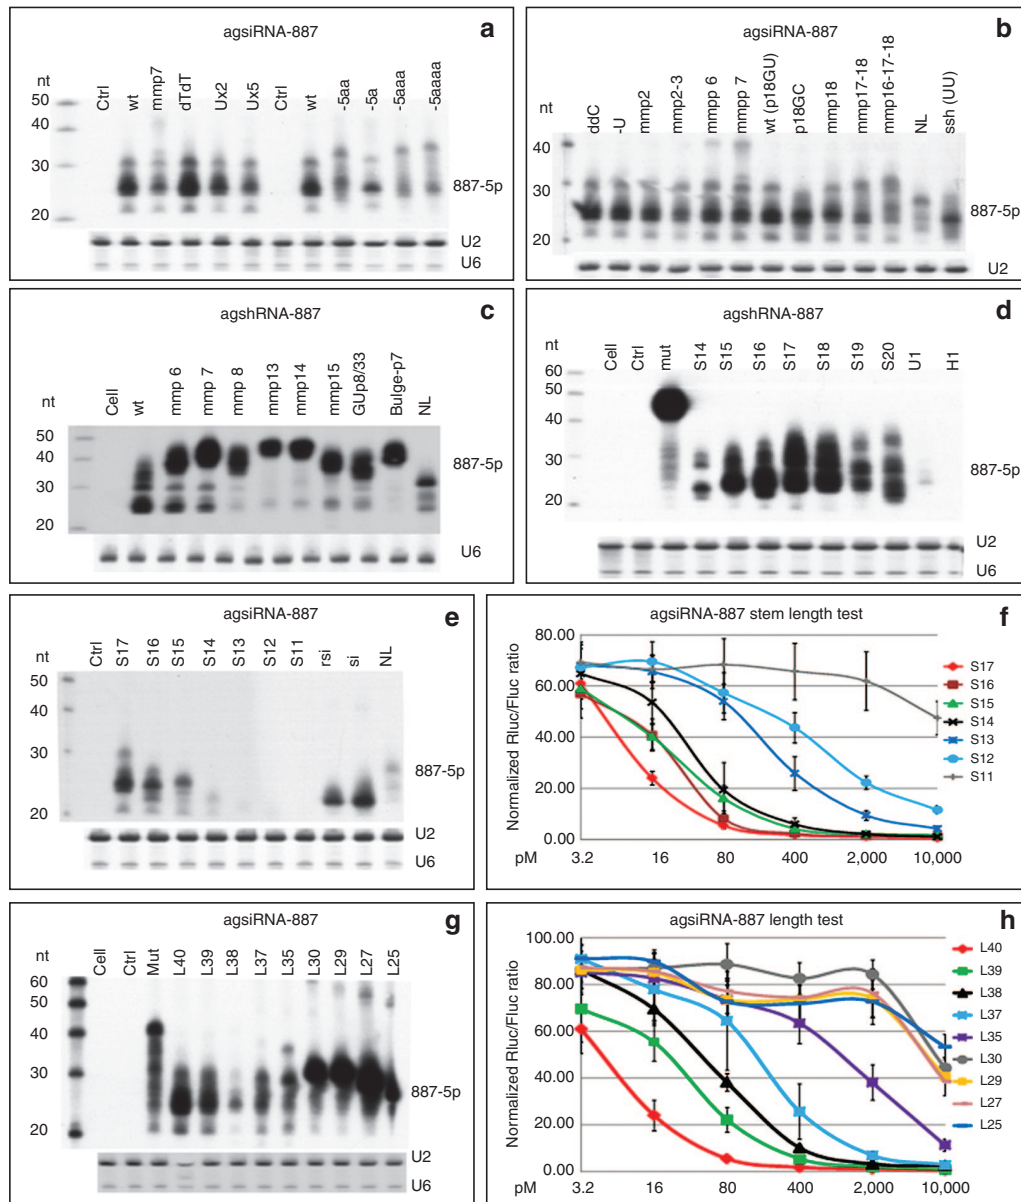 agsiRNA-887
a
nt Ctrl wt mmp7 dTdT Ux2 Ux5 Ctrl wt -5aa -5a -5aaa -5aaaa
50
40
30
20
887-5p
U2
U6
agsiRNA-887
b
nt ddC -U mmp2 mmp2-3 mmpp 6 mmpp 7 wt (p18GU) p18GC mmp18 mmp17-18 mmp16-17-18 NL ssh (UU)
40
30
20
887-5p
U2
agshRNA-887
c
nt Cell wt mmp 6 mmp 7 mmp 8 mmp13 mmp14 mmp15 GUp8/33 Bulge-p7 NL
50
40
30
20
887-5p
U6
agshRNA-887
d
nt Cell Ctrl mut S14 S15 S16 S17 S18 S19 S20 U1 H1
60
50
40
30
20
887-5p
U2
U6
agsiRNA-887
e
nt Ctrl S17 S16 S15 S14 S13 S12 S11 rsi si NL
50
40
30
20
887-5p
U2
U6
agsiRNA-887 stem length test
f
Normalized Rluc/Fluc ratio
80.00
60.00
40.00
20.00
0.00
pM 3.2 16 80 400 2,000 10,000
S17
S16
S15
S14
S13
S12
S11
agsiRNA-887
g
nt Cell Ctrl Mut L40 L39 L38 L37 L35 L30 L29 L27 L25
60
50
40
30
20
887-5p
U2
U6
agsiRNA-887 length test
h
Normalized Rluc/Fluc ratio
100.00
80.00
60.00
40.00
20.00
0.00
pM 3.2 16 80 400 2,000 10,000
L40
L39
L38
L37
L35
L30
L29
L27
L25